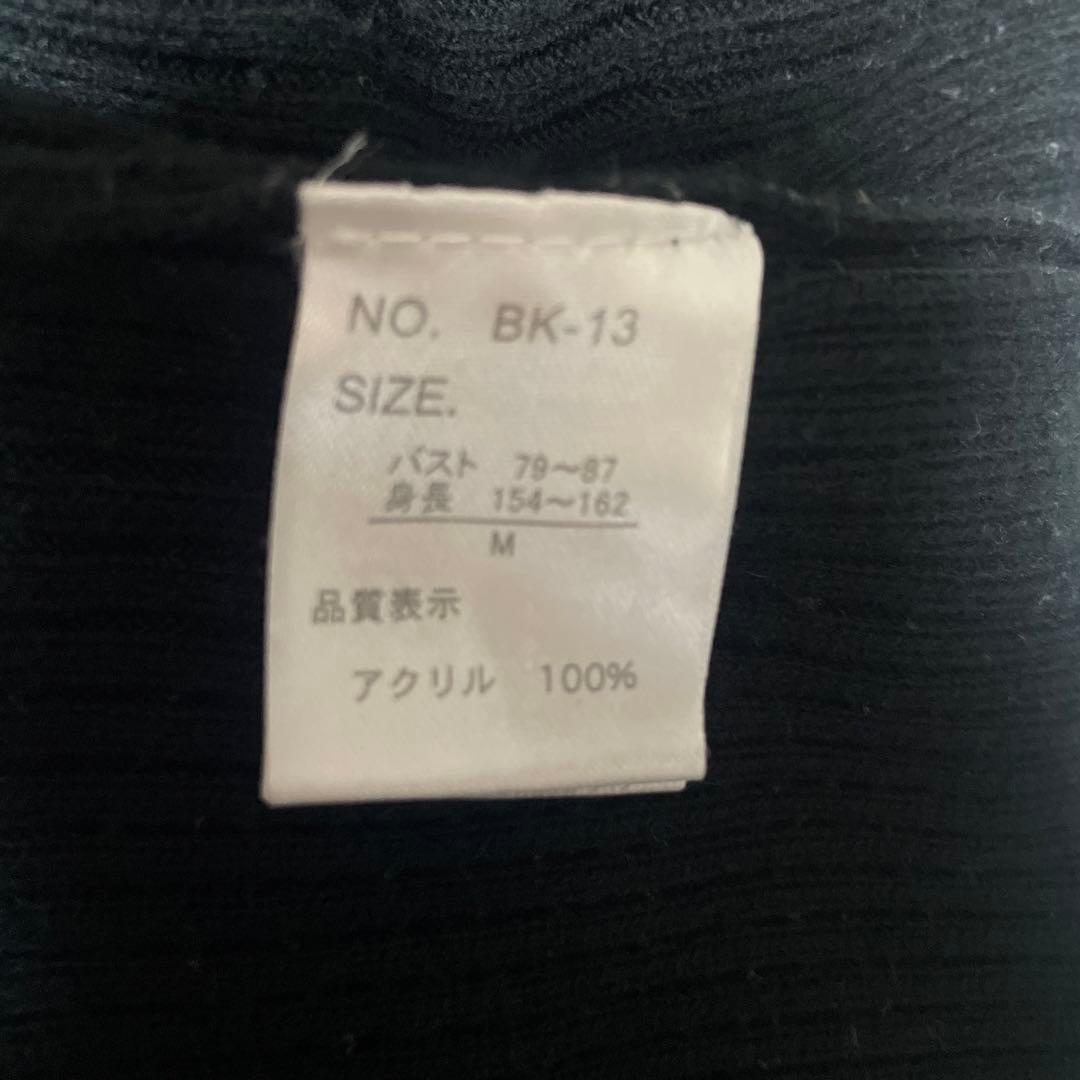 NO. BK-13
SIZE.
バスト 79〜87
身長 154〜162
M
品質表示
アクリル 100%